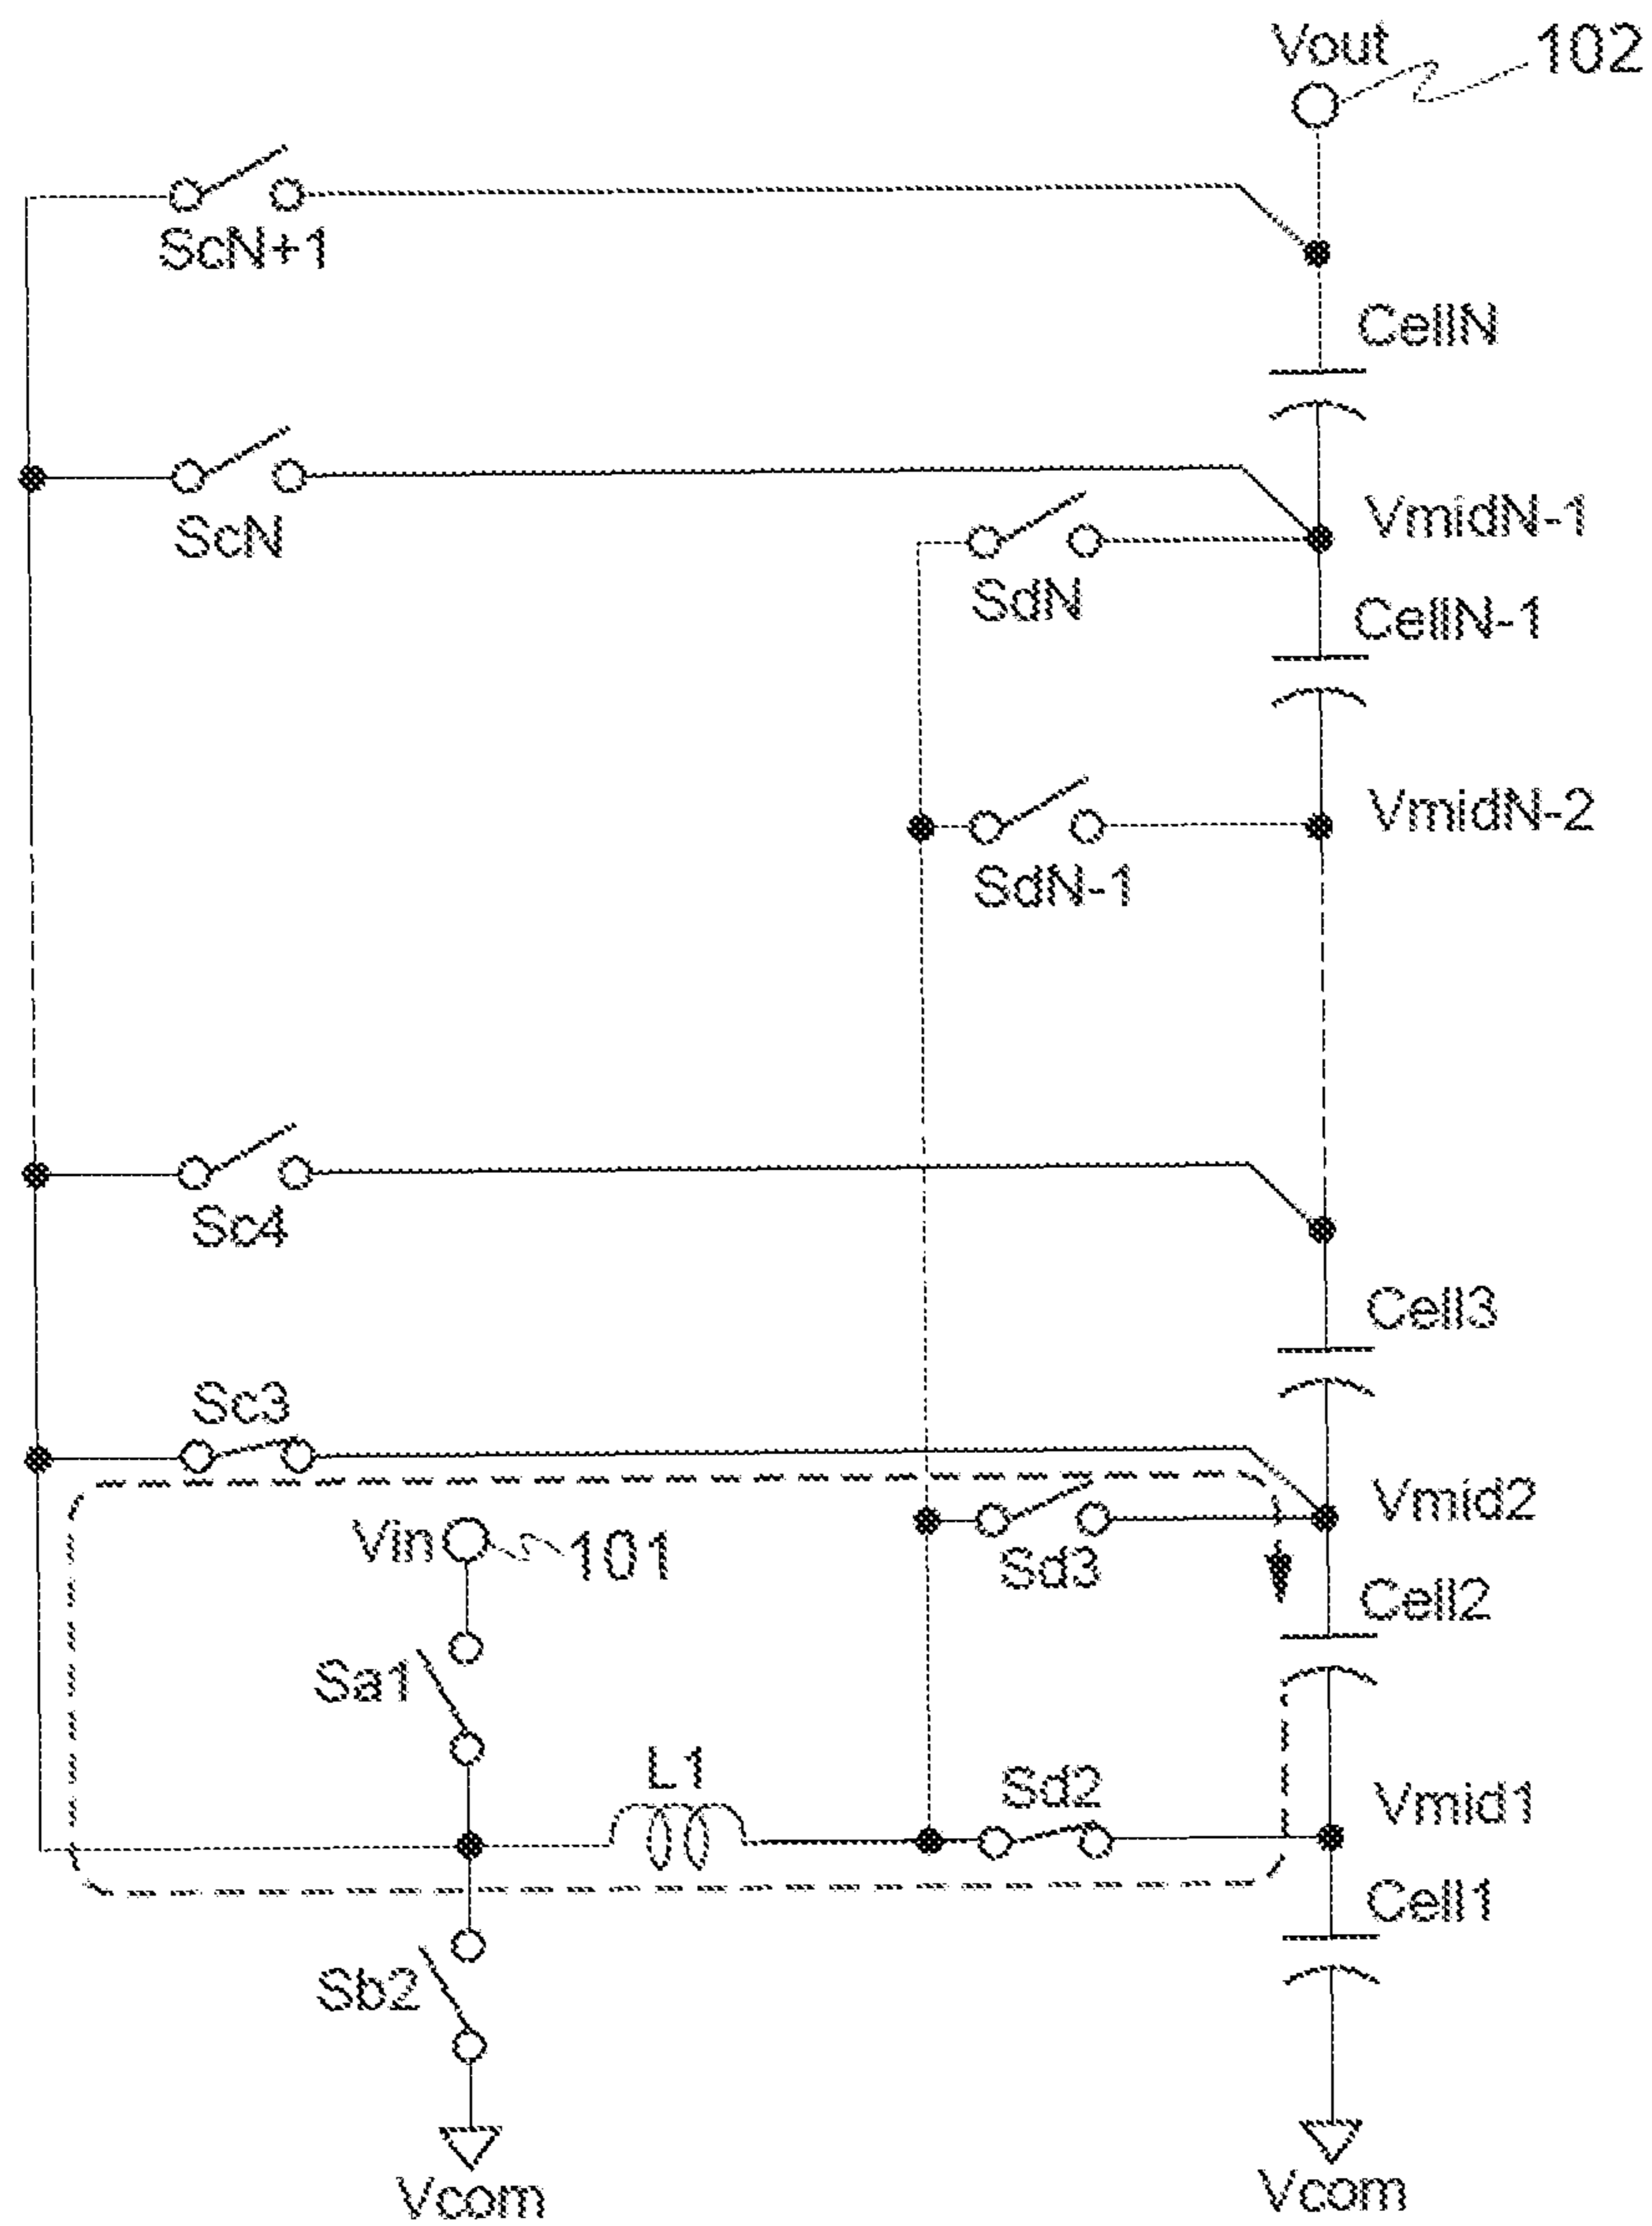 Vout
102
ScN+1
CellN
ScN
VmidN-1
SdN
CellN-1
VmidN-2
SdN-1
Sc4
Cell3
Sc3
Vmid2
Vin
101
Sd3
Cell2
Sa1
L1
Sd2
Vmid1
Cell1
Sb2
Vcom
Vcom